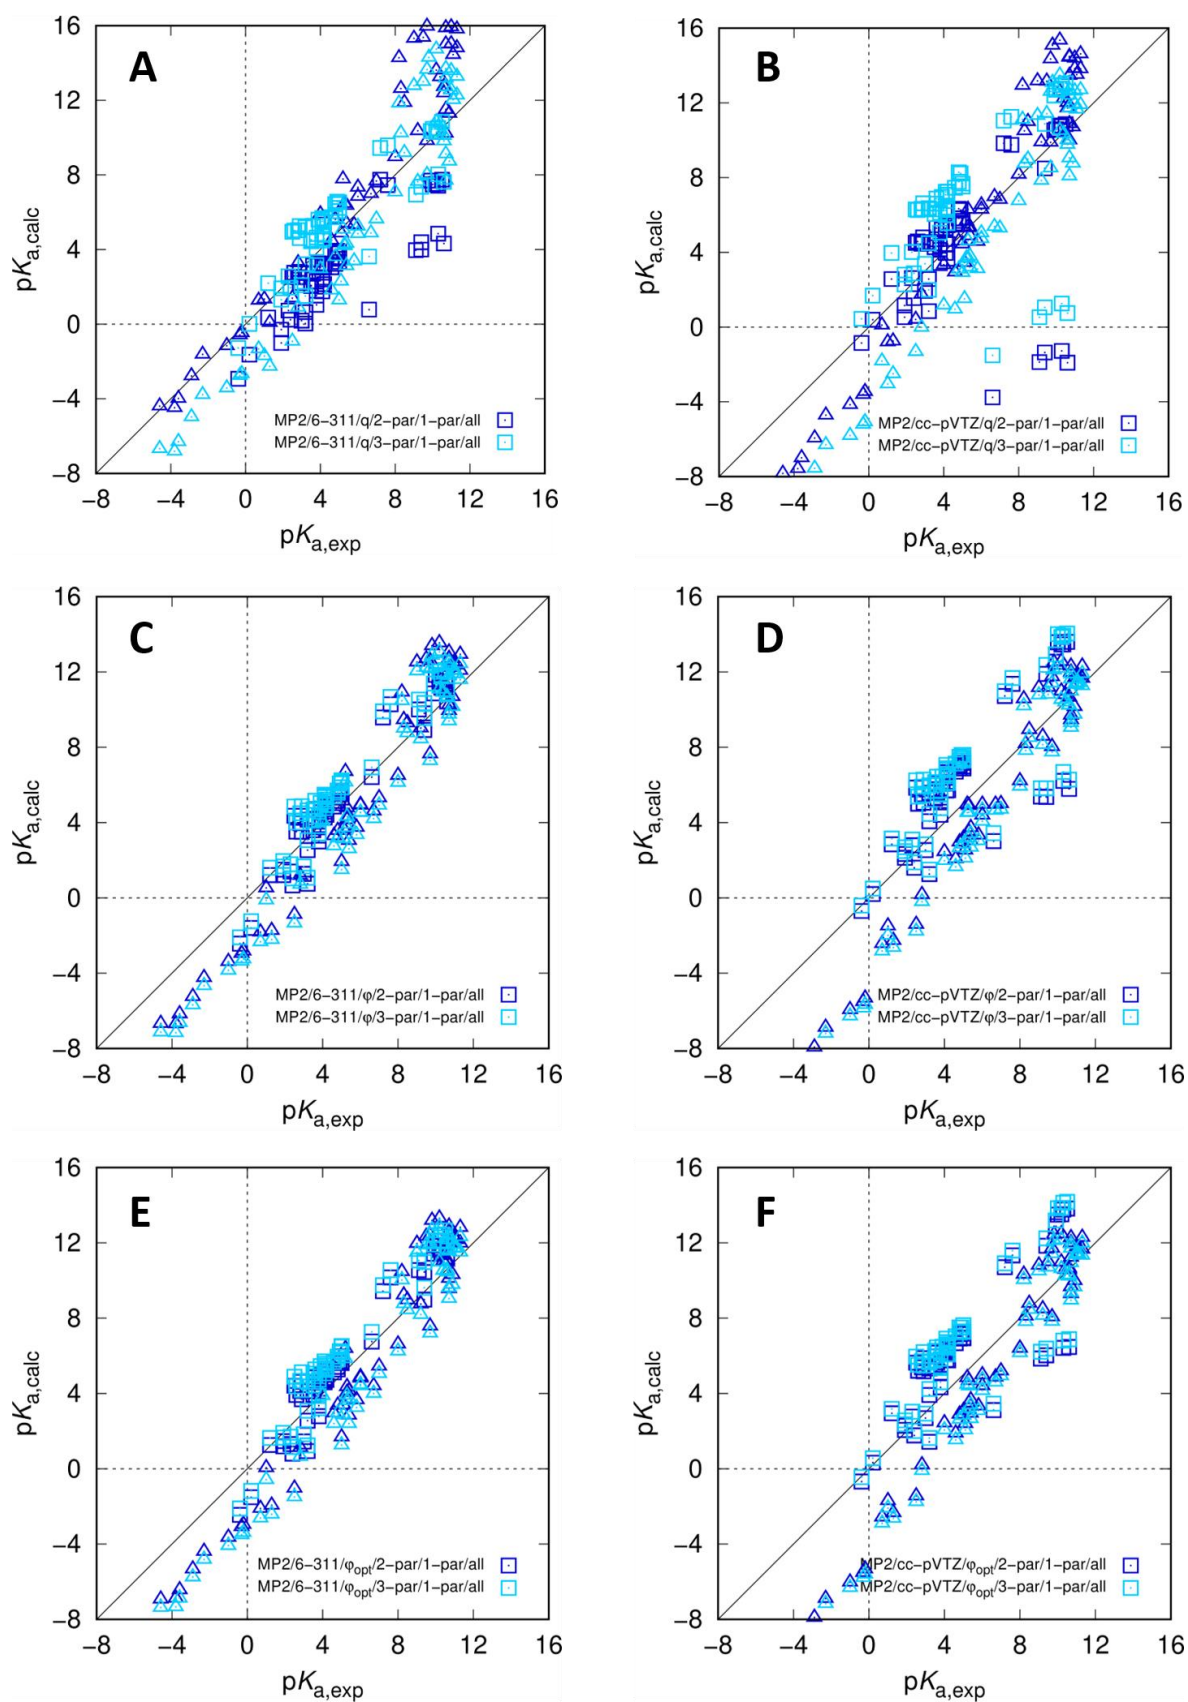 A
16
12
8
4
0
−4
−8
−8 −4 0 4 8 12 16
pKa,calc
pKa,exp
MP2/6−311/q/2−par/1−par/all
MP2/6−311/q/3−par/1−par/all
B
16
12
8
4
0
−4
−8
−8 −4 0 4 8 12 16
pKa,calc
pKa,exp
MP2/cc−pVTZ/q/2−par/1−par/all
MP2/cc−pVTZ/q/3−par/1−par/all
C
16
12
8
4
0
−4
−8
−8 −4 0 4 8 12 16
pKa,calc
pKa,exp
MP2/6−311/φ/2−par/1−par/all
MP2/6−311/φ/3−par/1−par/all
D
16
12
8
4
0
−4
−8
−8 −4 0 4 8 12 16
pKa,calc
pKa,exp
MP2/cc−pVTZ/φ/2−par/1−par/all
MP2/cc−pVTZ/φ/3−par/1−par/all
E
16
12
8
4
0
−4
−8
−8 −4 0 4 8 12 16
pKa,calc
pKa,exp
MP2/6−311/φopt/2−par/1−par/all
MP2/6−311/φopt/3−par/1−par/all
F
16
12
8
4
0
−4
−8
−8 −4 0 4 8 12 16
pKa,calc
pKa,exp
MP2/cc−pVTZ/φopt/2−par/1−par/all
MP2/cc−pVTZ/φopt/3−par/1−par/all